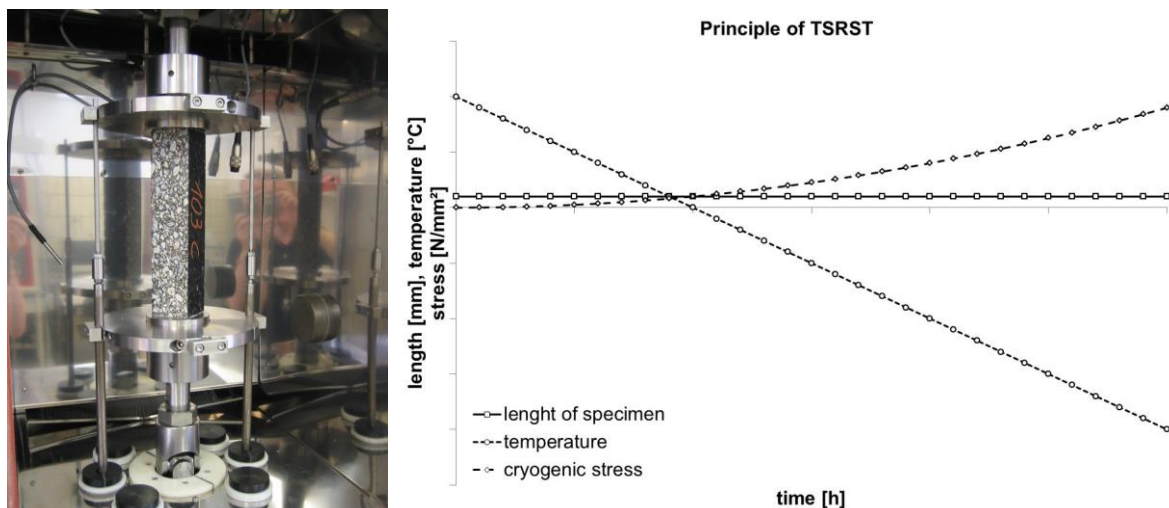 103 C
Principle of TSRST
length [mm], temperature [°C]
stress [N/mm²]
lenght of specimen
temperature
cryogenic stress
time [h]